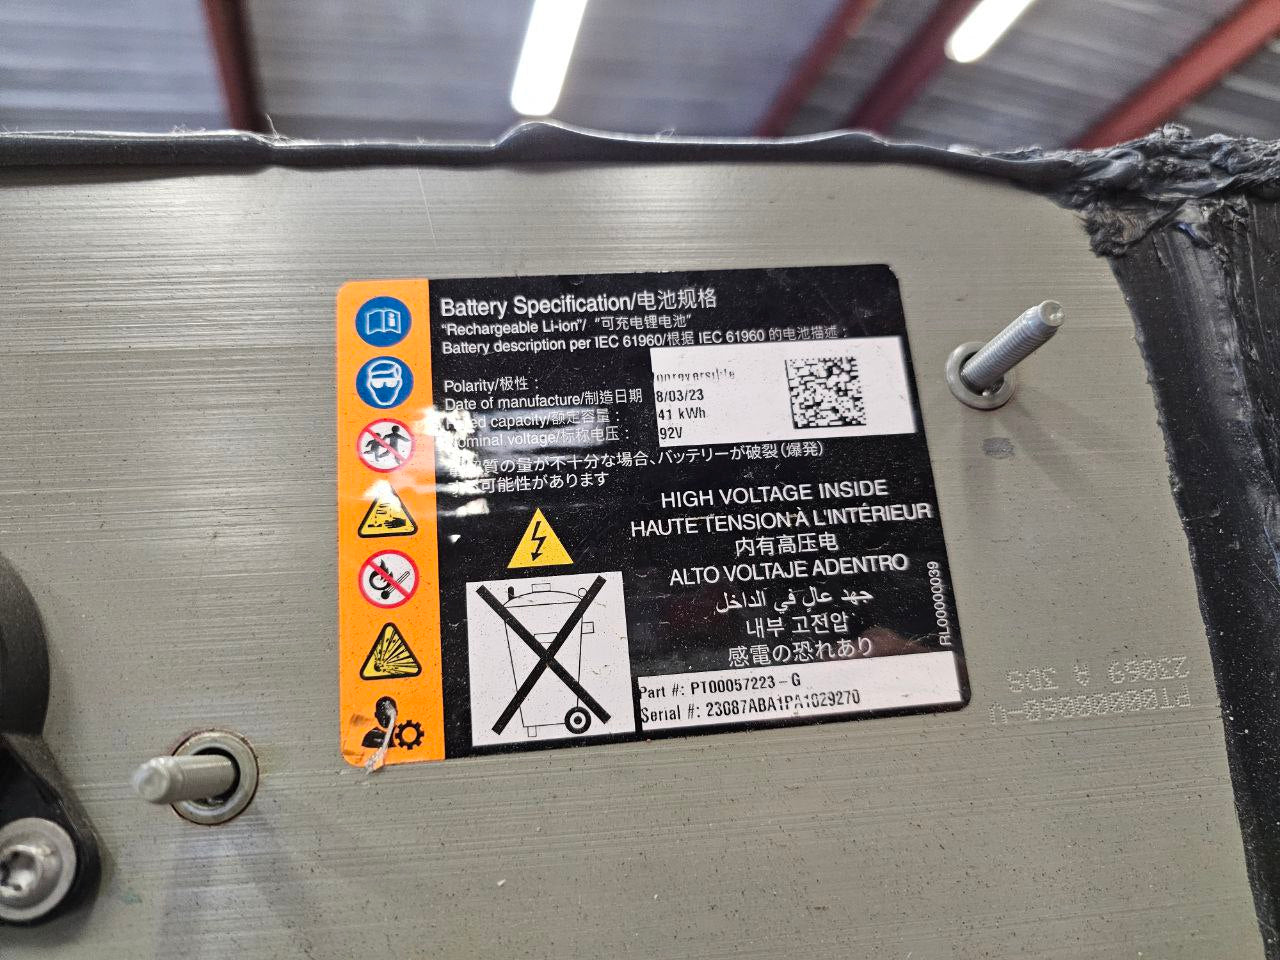 Battery Specification/电池规格
"Rechargeable Li-ion"/ "可充电锂电池"
Battery description per IEC 61960/根据 IEC 61960 的电池描述：
Polarity/极性：
Date of manufacture/制造日期 8/03/23
capacity/额定容量： 41 kWh
Nominal voltage/标称电压： 92V
の量が不十分な場合、バッテリーが破裂（爆発）
可能性があります
HIGH VOLTAGE INSIDE
HAUTE TENSION À L'INTÉRIEUR
内有高压电
ALTO VOLTAJE ADENTRO
جهد عالٍ في الداخل
내부 고전압
感電の恐れあり
RL00000039
Part #: PT00057223-G
Serial #: 23087ABA1PA1029270
23069 A 3DS